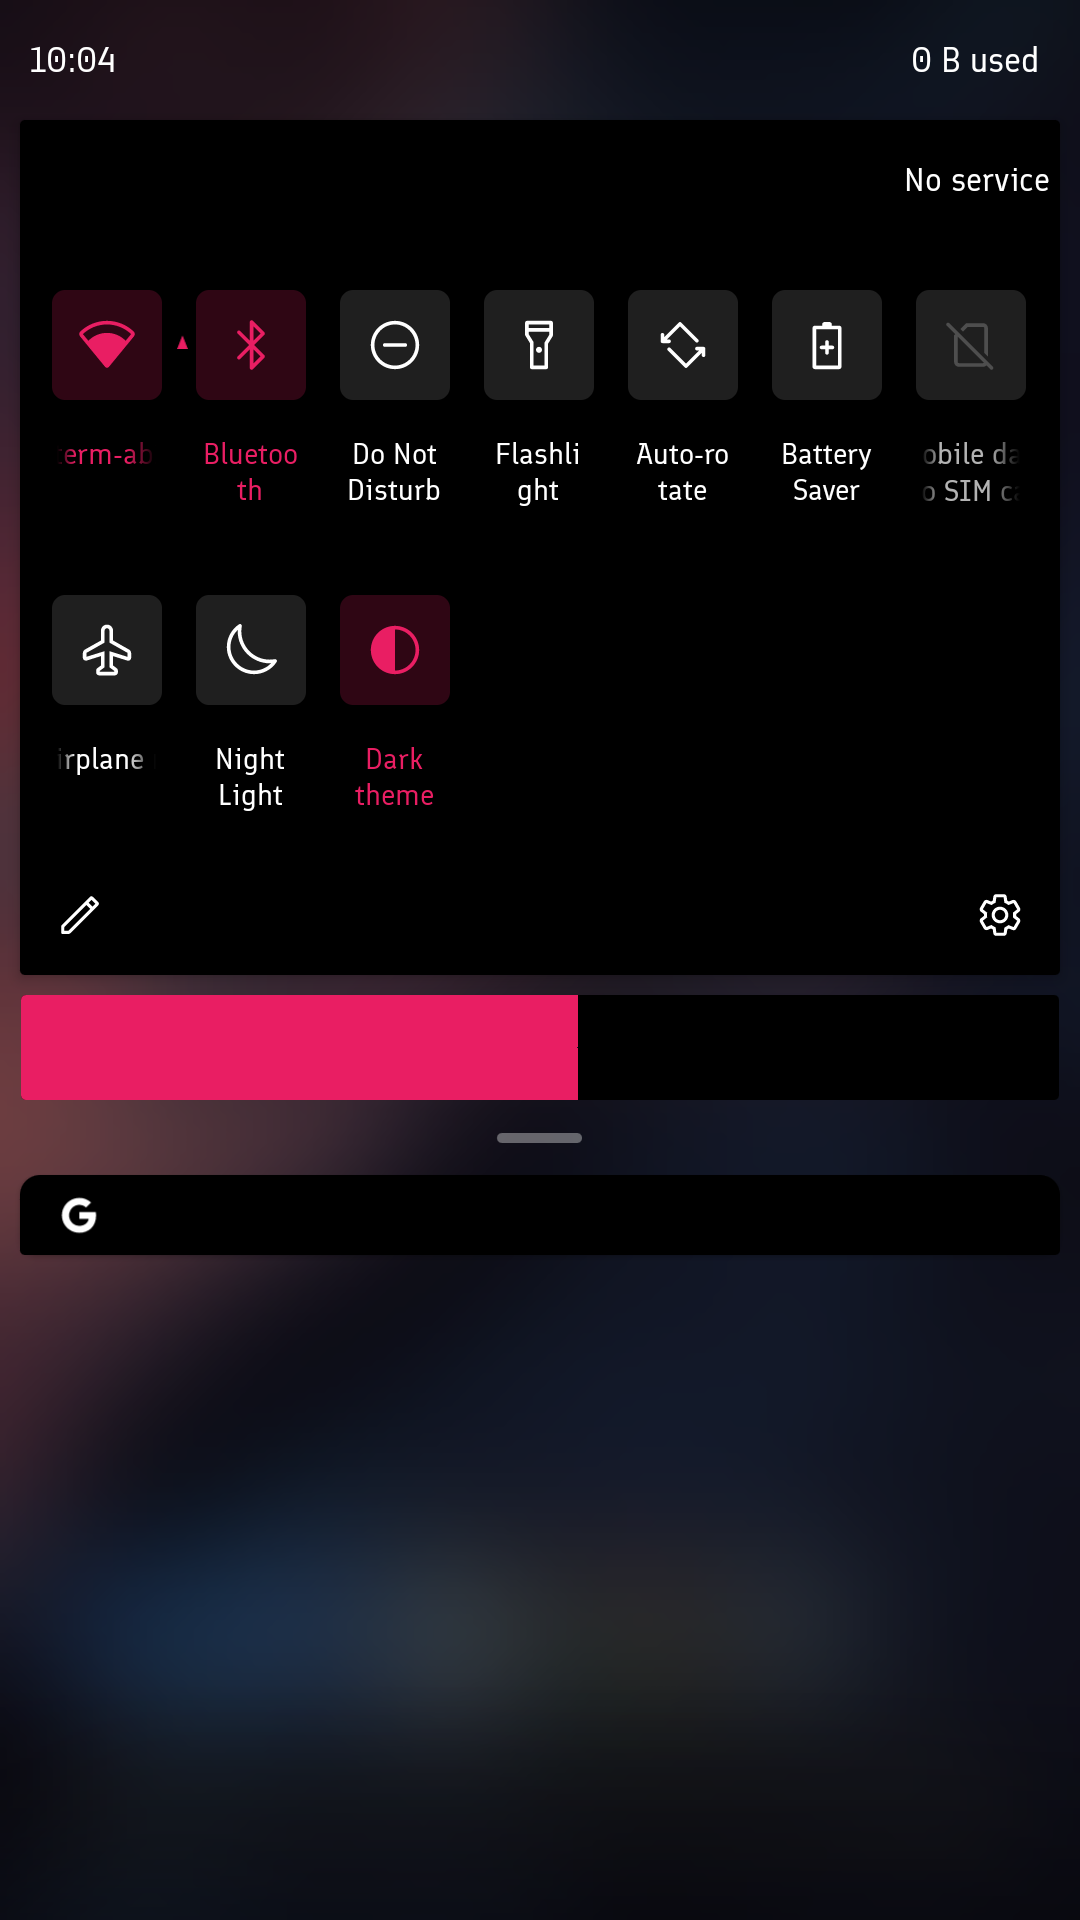 10:04
0 B used
No service
erm-ab
Bluetoo
th
Do Not
Disturb
Flashli
ght
Auto-ro
tate
Battery
Saver
obile da
o SIM ca
irplane
Night
Light
Dark
theme